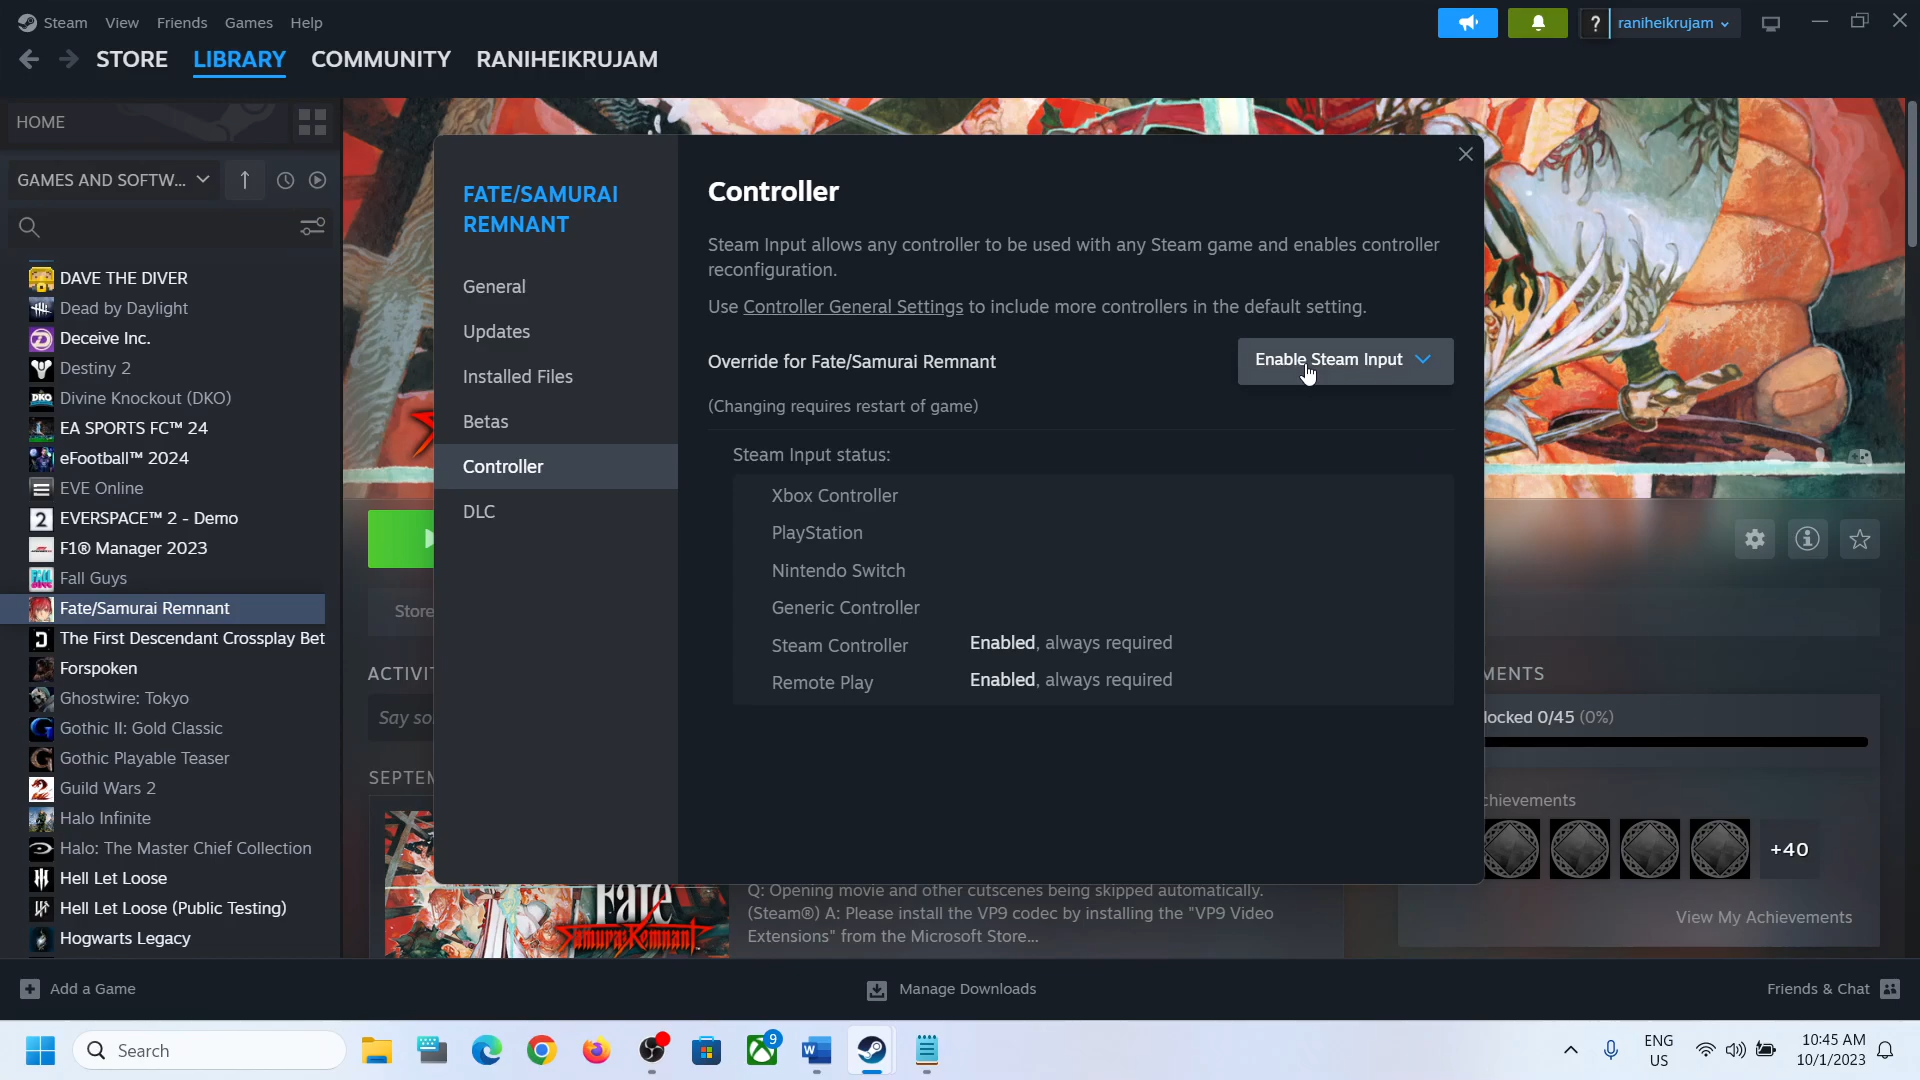 Steam View Friends Games Help
raniheikrujam
STORE LIBRARY COMMUNITY RANIHEIKRUJAM
HOME
GAMES AND SOFTW...
DAVE THE DIVER
Dead by Daylight
Deceive Inc.
Destiny 2
Divine Knockout (DKO)
EA SPORTS FC™ 24
eFootball™ 2024
EVE Online
EVERSPACE™ 2 - Demo
F1® Manager 2023
Fall Guys
Fate/Samurai Remnant
The First Descendant Crossplay Bet
Forspoken
Ghostwire: Tokyo
Gothic II: Gold Classic
Gothic Playable Teaser
Guild Wars 2
Halo Infinite
Halo: The Master Chief Collection
Hell Let Loose
Hell Let Loose (Public Testing)
Hogwarts Legacy
FATE/SAMURAI
REMNANT
General
Updates
Installed Files
Betas
Controller
DLC
Controller
Steam Input allows any controller to be used with any Steam game and enables controller
reconfiguration.
Use Controller General Settings to include more controllers in the default setting.
Override for Fate/Samurai Remnant
Enable Steam Input
(Changing requires restart of game)
Steam Input status:
Xbox Controller
PlayStation
Nintendo Switch
Generic Controller
Steam Controller Enabled, always required
Remote Play Enabled, always required
Store
ACTIVIT
Say so
SEPTEM
Fate
Samurai Remnant
Q: Opening movie and other cutscenes being skipped automatically.
(Steam®) A: Please install the VP9 codec by installing the "VP9 Video
Extensions" from the Microsoft Store...
MENTS
locked 0/45 (0%)
chievements
+40
View My Achievements
Add a Game
Manage Downloads
Friends & Chat
Search
9
ENG
US
10:45 AM
10/1/2023